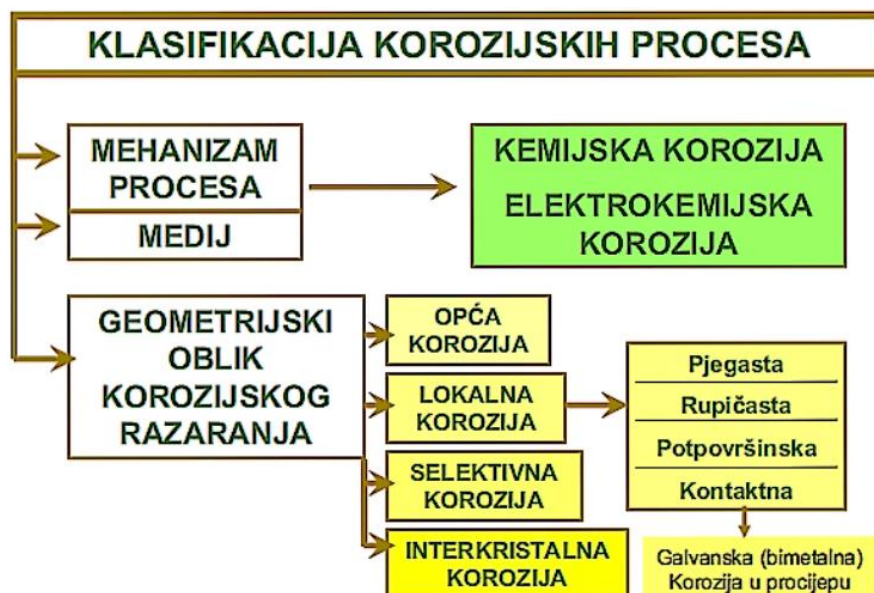 KLASIFIKACIJA KOROZIJSKIH PROCESA
MEHANIZAM
PROCESA
MEDIJ
KEMIJSKA KOROZIJA
ELEKTROKEMIJSKA
KOROZIJA
GEOMETRIJSKI
OBLIK
KOROZIJSKOG
RAZARANJA
OPĆA
KOROZIJA
LOKALNA
KOROZIJA
SELEKTIVNA
KOROZIJA
INTERKRISTALNA
KOROZIJA
Pjegasta
Rupičasta
Potpovršinska
Kontaktna
Galvanska (bimetalna)
Korozija u procijepu